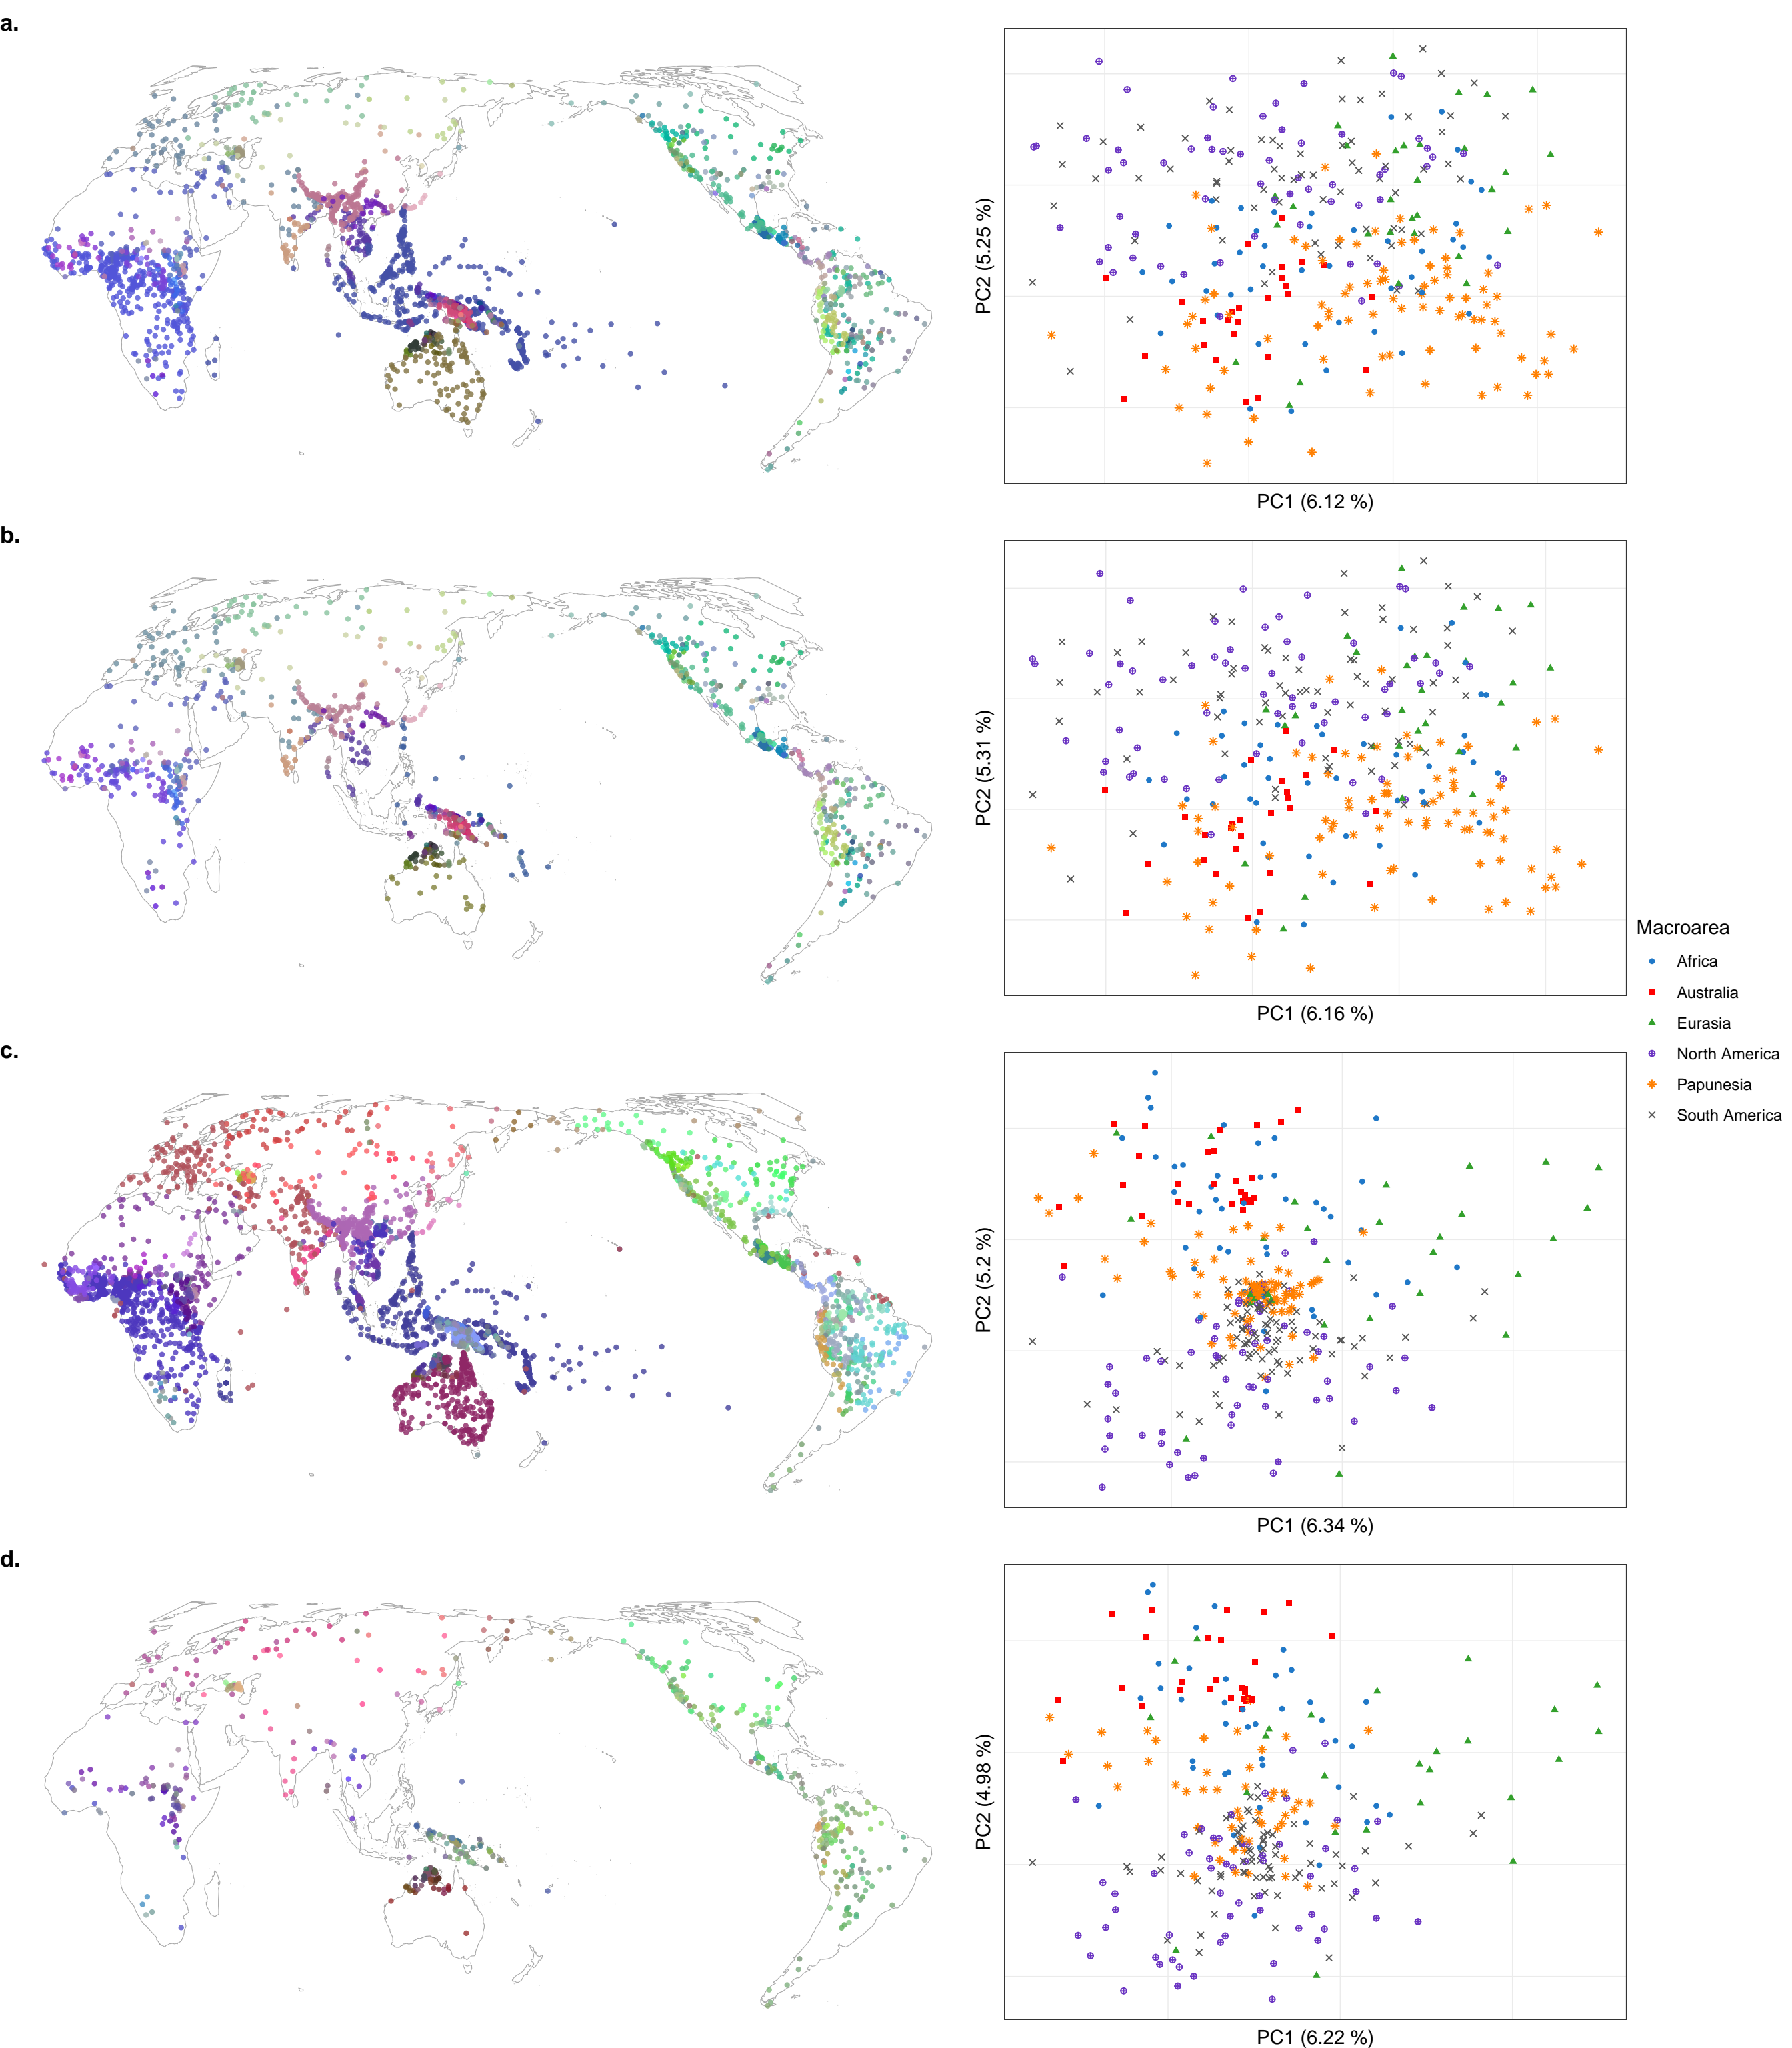 a.
PC2 (5.25 %)
PC1 (6.12 %)
b.
PC2 (5.31 %)
PC1 (6.16 %)
Macroarea
Africa
Australia
Eurasia
North America
Papunesia
South America
c.
PC2 (5.2 %)
PC1 (6.34 %)
d.
PC2 (4.98 %)
PC1 (6.22 %)